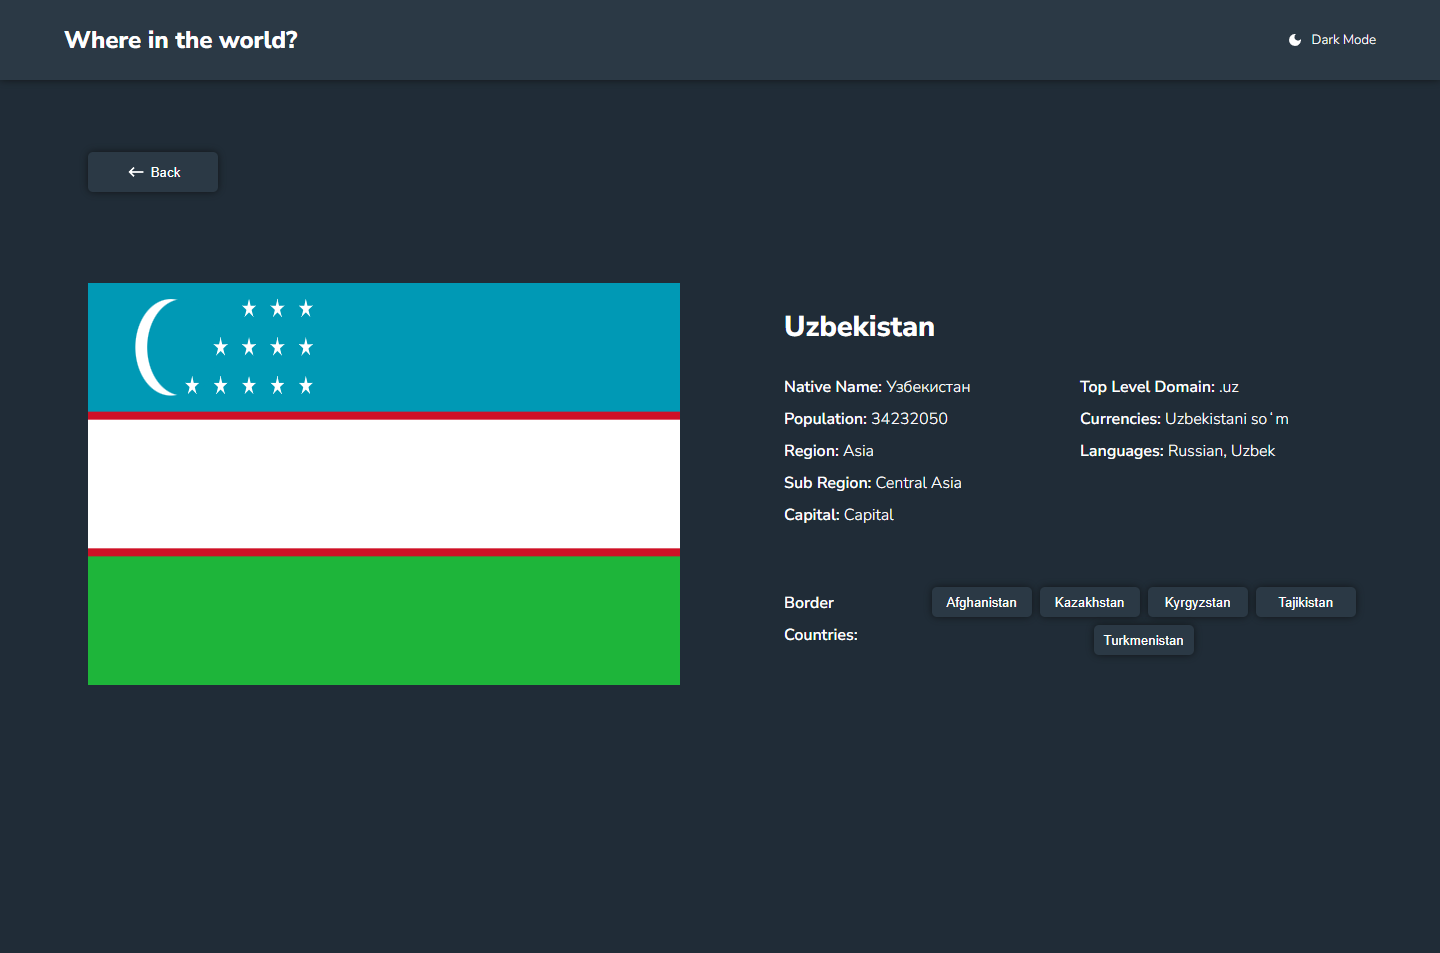 Where in the world?
Dark Mode
Back
Uzbekistan
Native Name: Узбекистан
Population: 34232050
Region: Asia
Sub Region: Central Asia
Capital: Capital
Top Level Domain: .uz
Currencies: Uzbekistani soʻm
Languages: Russian, Uzbek
Border
Countries:
Afghanistan Kazakhstan Kyrgyzstan Tajikistan
Turkmenistan